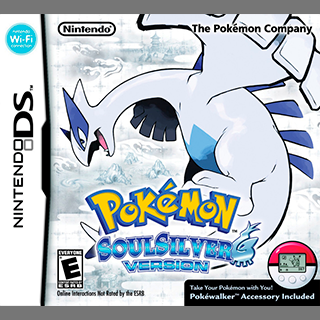 Nintendo
Wi-Fi
connection
Nintendo
The Pokémon Company
NINTENDO DS
TM
POKéMON
SOULSILVER
VERSION
EVERYONE
E
ESRB
Online Interactions Not Rated by the ESRB
Take Your Pokémon with You!
Pokéwalker™ Accessory Included!